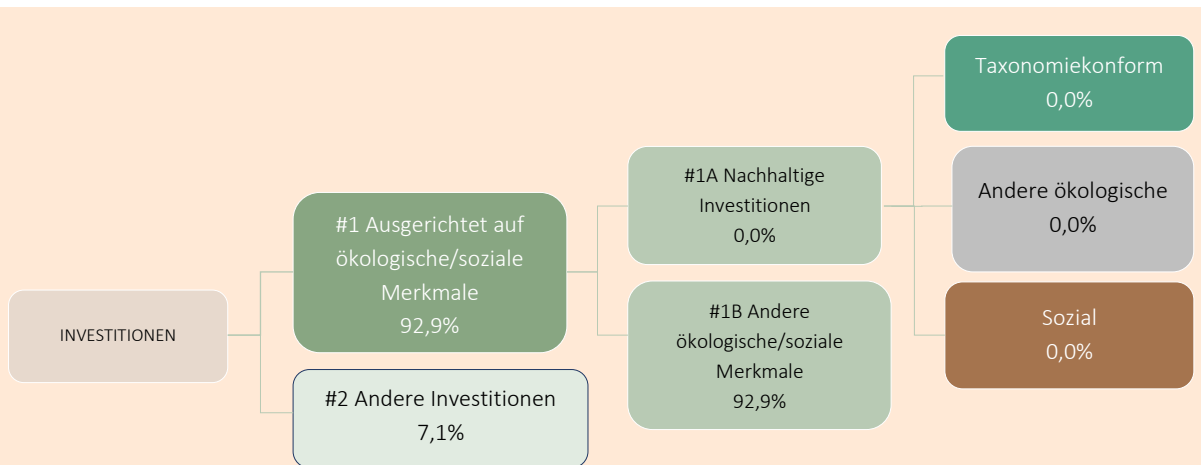 INVESTITIONEN
#1 Ausgerichtet auf
ökologische/soziale
Merkmale
92,9%
#2 Andere Investitionen
7,1%
#1A Nachhaltige
Investitionen
0,0%
#1B Andere
ökologische/soziale
Merkmale
92,9%
Taxonomiekonform
0,0%
Andere ökologische
0,0%
Sozial
0,0%